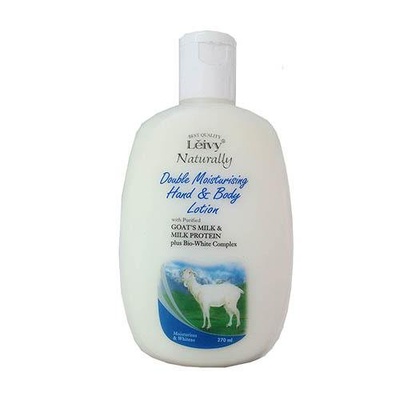 BEST QUALITY
Leivy
Naturally
Double Moisturising
Hand & Body
Lotion
with Purified
GOAT'S MILK &
MILK PROTEIN
plus Bio-White Complex
Moisturises
& Whitens
270 ml